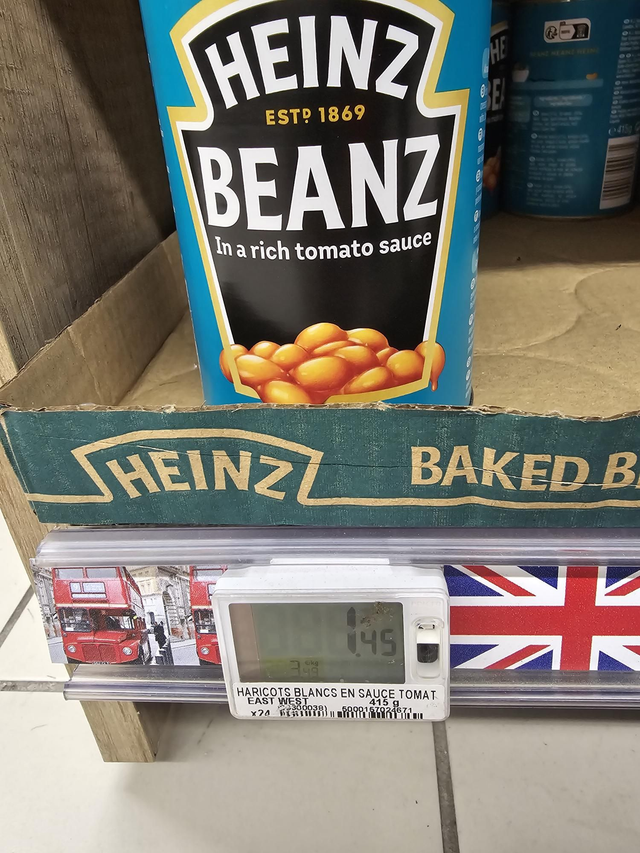 HEINZ
ESTD 1869
BEANZ
In a rich tomato sauce
HEINZ
BAKED B
1,45
HARICOTS BLANCS EN SAUCE TOMAT
EAST WEST 415 g
x24 5000157024671